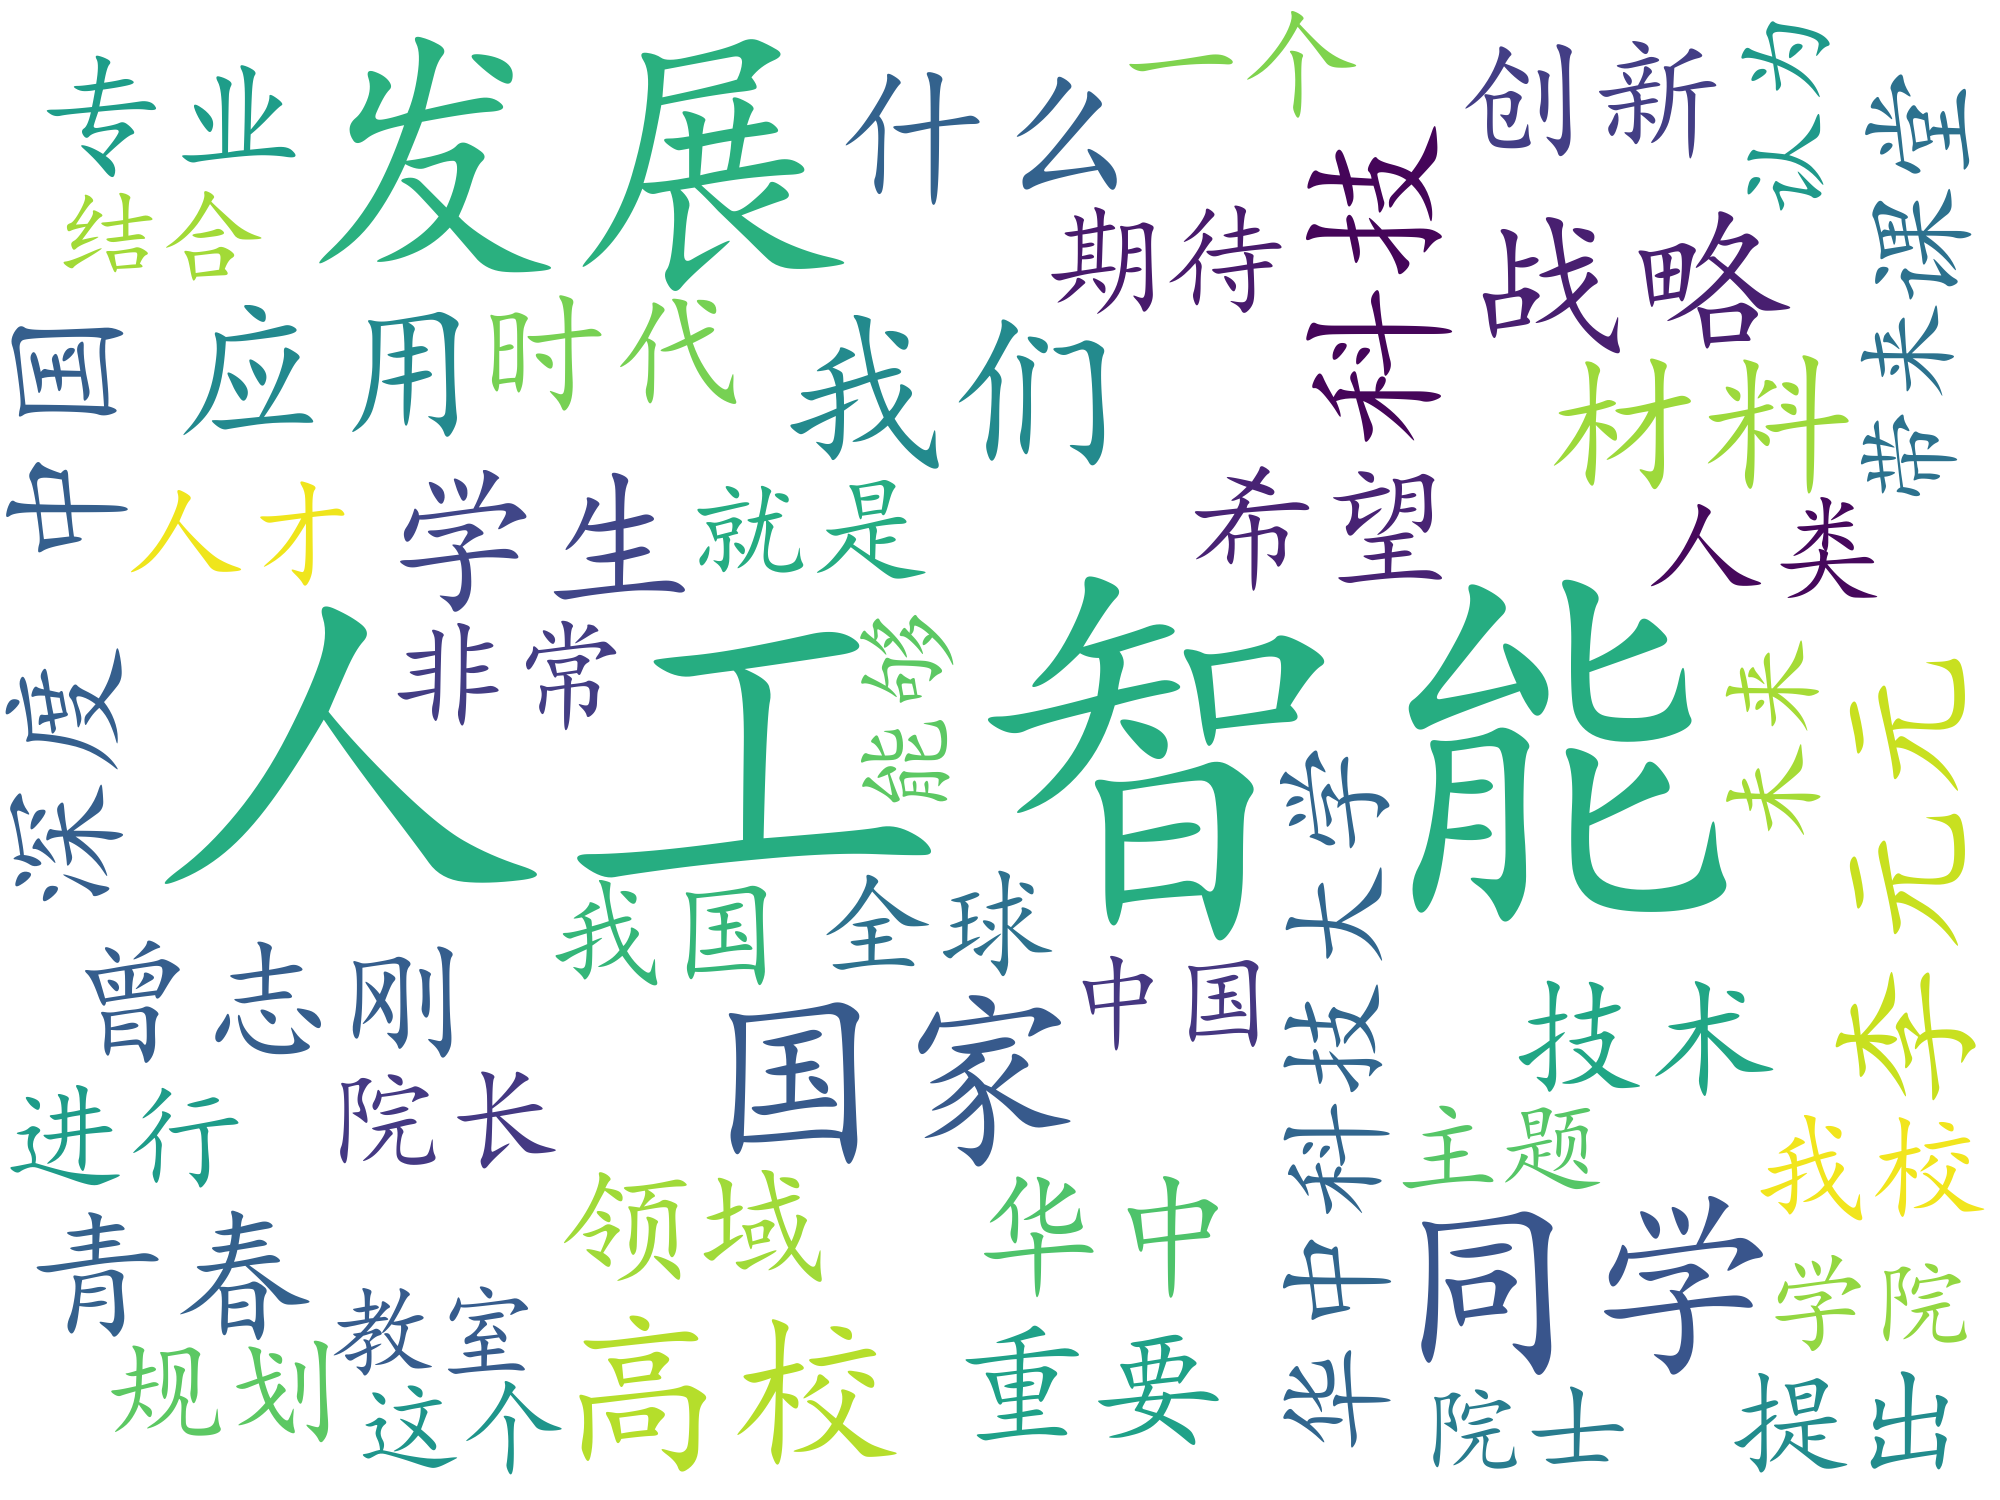 专业
发展
什么
一个
创新
认为
带来课堂
结合
期待
科技
战略
中国
应用
时代
我们
材料
人才
学生
就是
希望
人类
深度
人工智能
非常
能够
未来
李元元
我国
全球
中国
华中科技大学
曾志刚
国家
技术
进行
院长
主题
我校
青春
领域
华中
同学
学院
教室
规划
这个
高校
重要
院士
提出